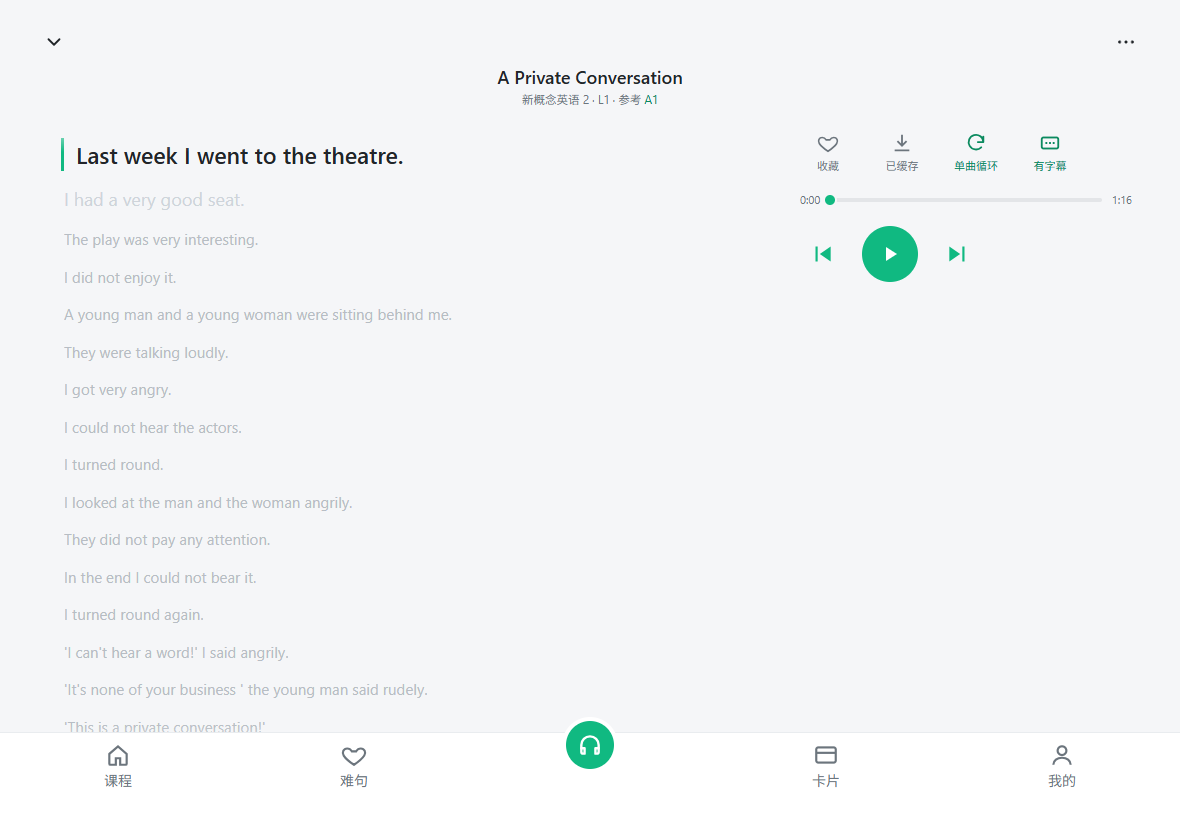 A Private Conversation
新概念英语 2 · L1 · 参考 A1
Last week I went to the theatre.
I had a very good seat.
The play was very interesting.
I did not enjoy it.
A young man and a young woman were sitting behind me.
They were talking loudly.
I got very angry.
I could not hear the actors.
I turned round.
I looked at the man and the woman angrily.
They did not pay any attention.
In the end I could not bear it.
I turned round again.
'I can't hear a word!' I said angrily.
'It's none of your business ' the young man said rudely.
'This is a private conversation!'
收藏 已缓存 单曲循环 有字幕
0:00 1:16
课程 难句 卡片 我的